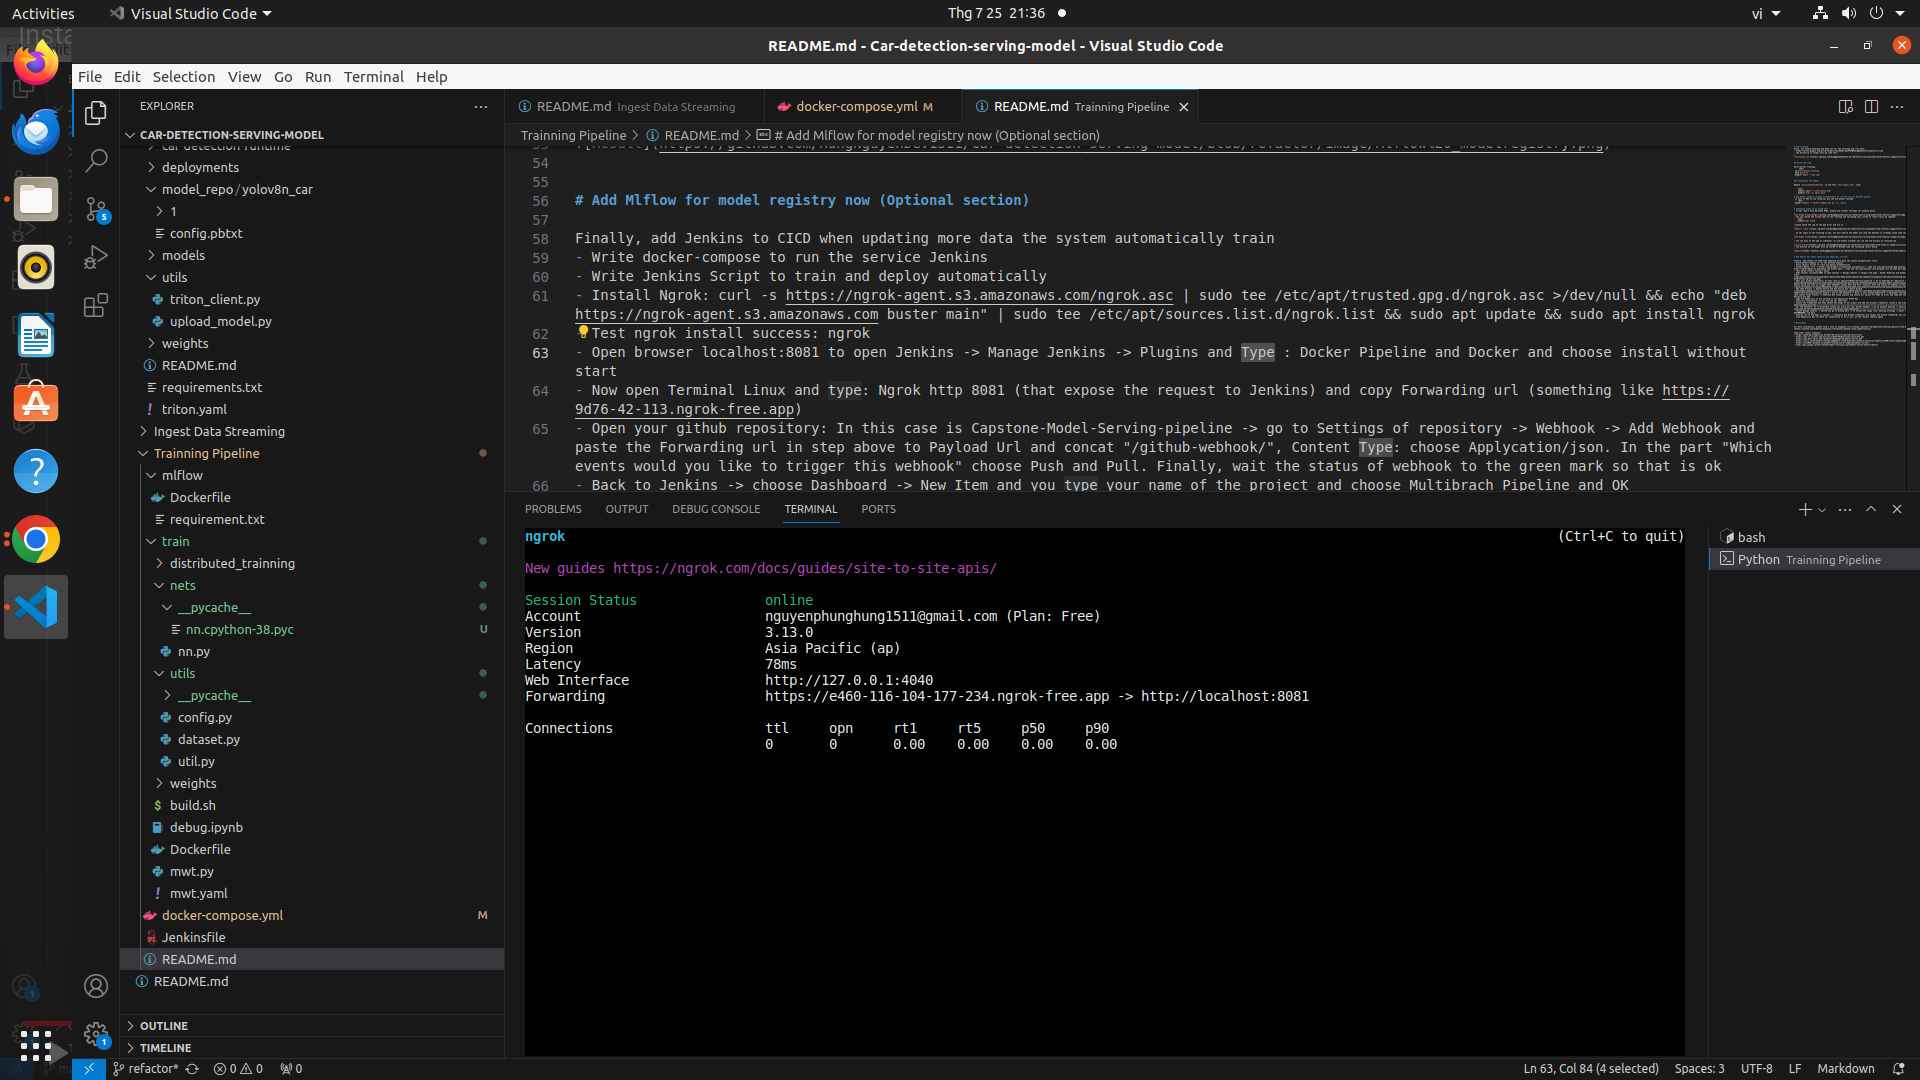 Activities
Visual Studio Code
Thg 7 25 21:36
vi
README.md - Car-detection-serving-model - Visual Studio Code
File Edit Selection View Go Run Terminal Help
EXPLORER
CAR-DETECTION-SERVING-MODEL
car-detection-runtime
deployments
model_repo/yolov8n_car
1
config.pbtxt
models
utils
triton_client.py
upload_model.py
weights
README.md
requirements.txt
triton.yaml
Ingest Data Streaming
Trainning Pipeline
mlflow
Dockerfile
requirement.txt
train
distributed_trainning
nets
__pycache__
nn.cpython-38.pyc U
nn.py
utils
__pycache__
config.py
dataset.py
util.py
weights
build.sh
debug.ipynb
Dockerfile
mwt.py
mwt.yaml
docker-compose.yml M
Jenkinsfile
README.md
README.md
OUTLINE
TIMELINE
README.md Ingest Data Streaming
docker-compose.yml M
README.md Trainning Pipeline
Trainning Pipeline > README.md > # Add Mlflow for model registry now (Optional section)
54
55
56 # Add Mlflow for model registry now (Optional section)
57
58 Finally, add Jenkins to CICD when updating more data the system automatically train
59 - Write docker-compose to run the service Jenkins
60 - Write Jenkins Script to train and deploy automatically
61 - Install Ngrok: curl -s https://ngrok-agent.s3.amazonaws.com/ngrok.asc | sudo tee /etc/apt/trusted.gpg.d/ngrok.asc >/dev/null && echo "deb
https://ngrok-agent.s3.amazonaws.com buster main" | sudo tee /etc/apt/sources.list.d/ngrok.list && sudo apt update && sudo apt install ngrok
62 Test ngrok install success: ngrok
63 - Open browser localhost:8081 to open Jenkins -> Manage Jenkins -> Plugins and Type : Docker Pipeline and Docker and choose install without
start
64 - Now open Terminal Linux and type: Ngrok http 8081 (that expose the request to Jenkins) and copy Forwarding url (something like https://
9d76-42-113.ngrok-free.app)
65 - Open your github repository: In this case is Capstone-Model-Serving-pipeline -> go to Settings of repository -> Webhook -> Add Webhook and
paste the Forwarding url in step above to Payload Url and concat "/github-webhook/", Content Type: choose Applycation/json. In the part "Which
events would you like to trigger this webhook" choose Push and Pull. Finally, wait the status of webhook to the green mark so that is ok
66 - Back to Jenkins -> choose Dashboard -> New Item and you type your name of the project and choose Multibrach Pipeline and OK
PROBLEMS OUTPUT DEBUG CONSOLE TERMINAL PORTS
ngrok (Ctrl+C to quit)
New guides https://ngrok.com/docs/guides/site-to-site-apis/
Session Status online
Account nguyenphunghung1511@gmail.com (Plan: Free)
Version 3.13.0
Region Asia Pacific (ap)
Latency 78ms
Web Interface http://127.0.0.1:4040
Forwarding https://e460-116-104-177-234.ngrok-free.app -> http://localhost:8081
Connections ttl opn rt1 rt5 p50 p90
0 0 0.00 0.00 0.00 0.00
bash
Python Trainning Pipeline
refactor* 0 0 0
Ln 63, Col 84 (4 selected) Spaces: 3 UTF-8 LF Markdown